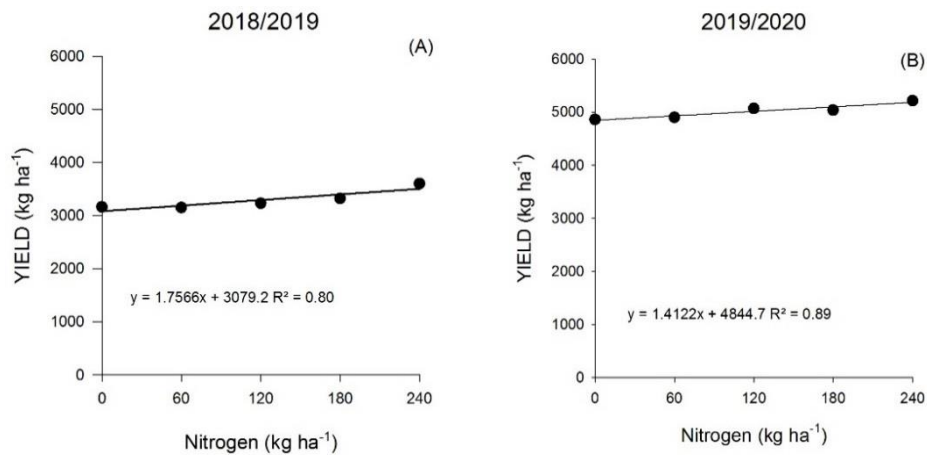 2018/2019
(A)
6000
5000
4000
3000
2000
1000
0
YIELD (kg ha⁻¹)
y = 1.7566x + 3079.2 R² = 0.80
0 60 120 180 240
Nitrogen (kg ha⁻¹)
2019/2020
(B)
6000
5000
4000
3000
2000
1000
0
YIELD (kg ha⁻¹)
y = 1.4122x + 4844.7 R² = 0.89
0 60 120 180 240
Nitrogen (kg ha⁻¹)